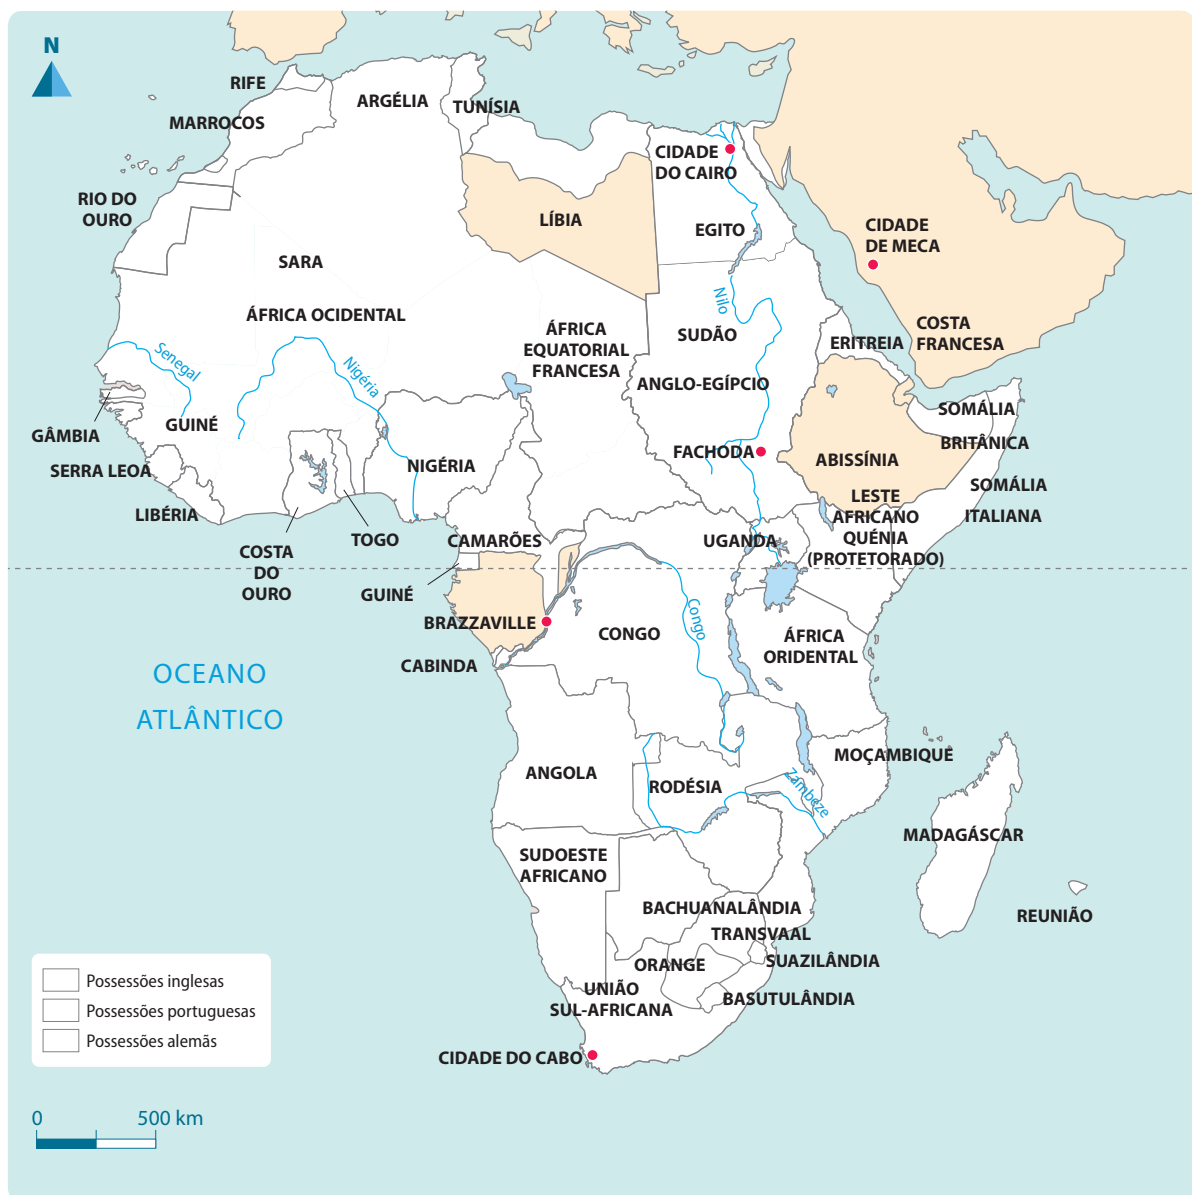 N
RIFE
ARGÉLIA
TUNÍSIA
MARROCOS
CIDADE
DO CAIRO
RIO DO
OURO
LÍBIA
EGITO
CIDADE
DE MECA
SARA
Nilo
ÁFRICA OCIDENTAL
ÁFRICA
EQUATORIAL
FRANCESA
SUDÃO
ANGLO-EGÍPCIO
ERITREIA
COSTA
FRANCESA
Senegal
Nigéria
GÂMBIA
GUINÉ
SOMÁLIA
BRITÂNICA
SERRA LEOA
NIGÉRIA
FACHODA
ABISSÍNIA
SOMÁLIA
ITALIANA
LIBÉRIA
LESTE
AFRICANO
QUÉNIA
(PROTETORADO)
COSTA
DO
OURO
TOGO
CAMARÕES
UGANDA
GUINÉ
BRAZZAVILLE
CONGO
Congo
ÁFRICA
ORIDENTAL
CABINDA
OCEANO
ATLÂNTICO
ANGOLA
RODÉSIA
Zambeze
MOÇAMBIQUE
MADAGÁSCAR
SUDOESTE
AFRICANO
REUNIÃO
BACHUANALÂNDIA
TRANSVAAL
ORANGE
SUAZILÂNDIA
UNIÃO
SUL-AFRICANA
BASUTULÂNDIA
CIDADE DO CABO
Possessões inglesas
Possessões portuguesas
Possessões alemãs
0 500 km